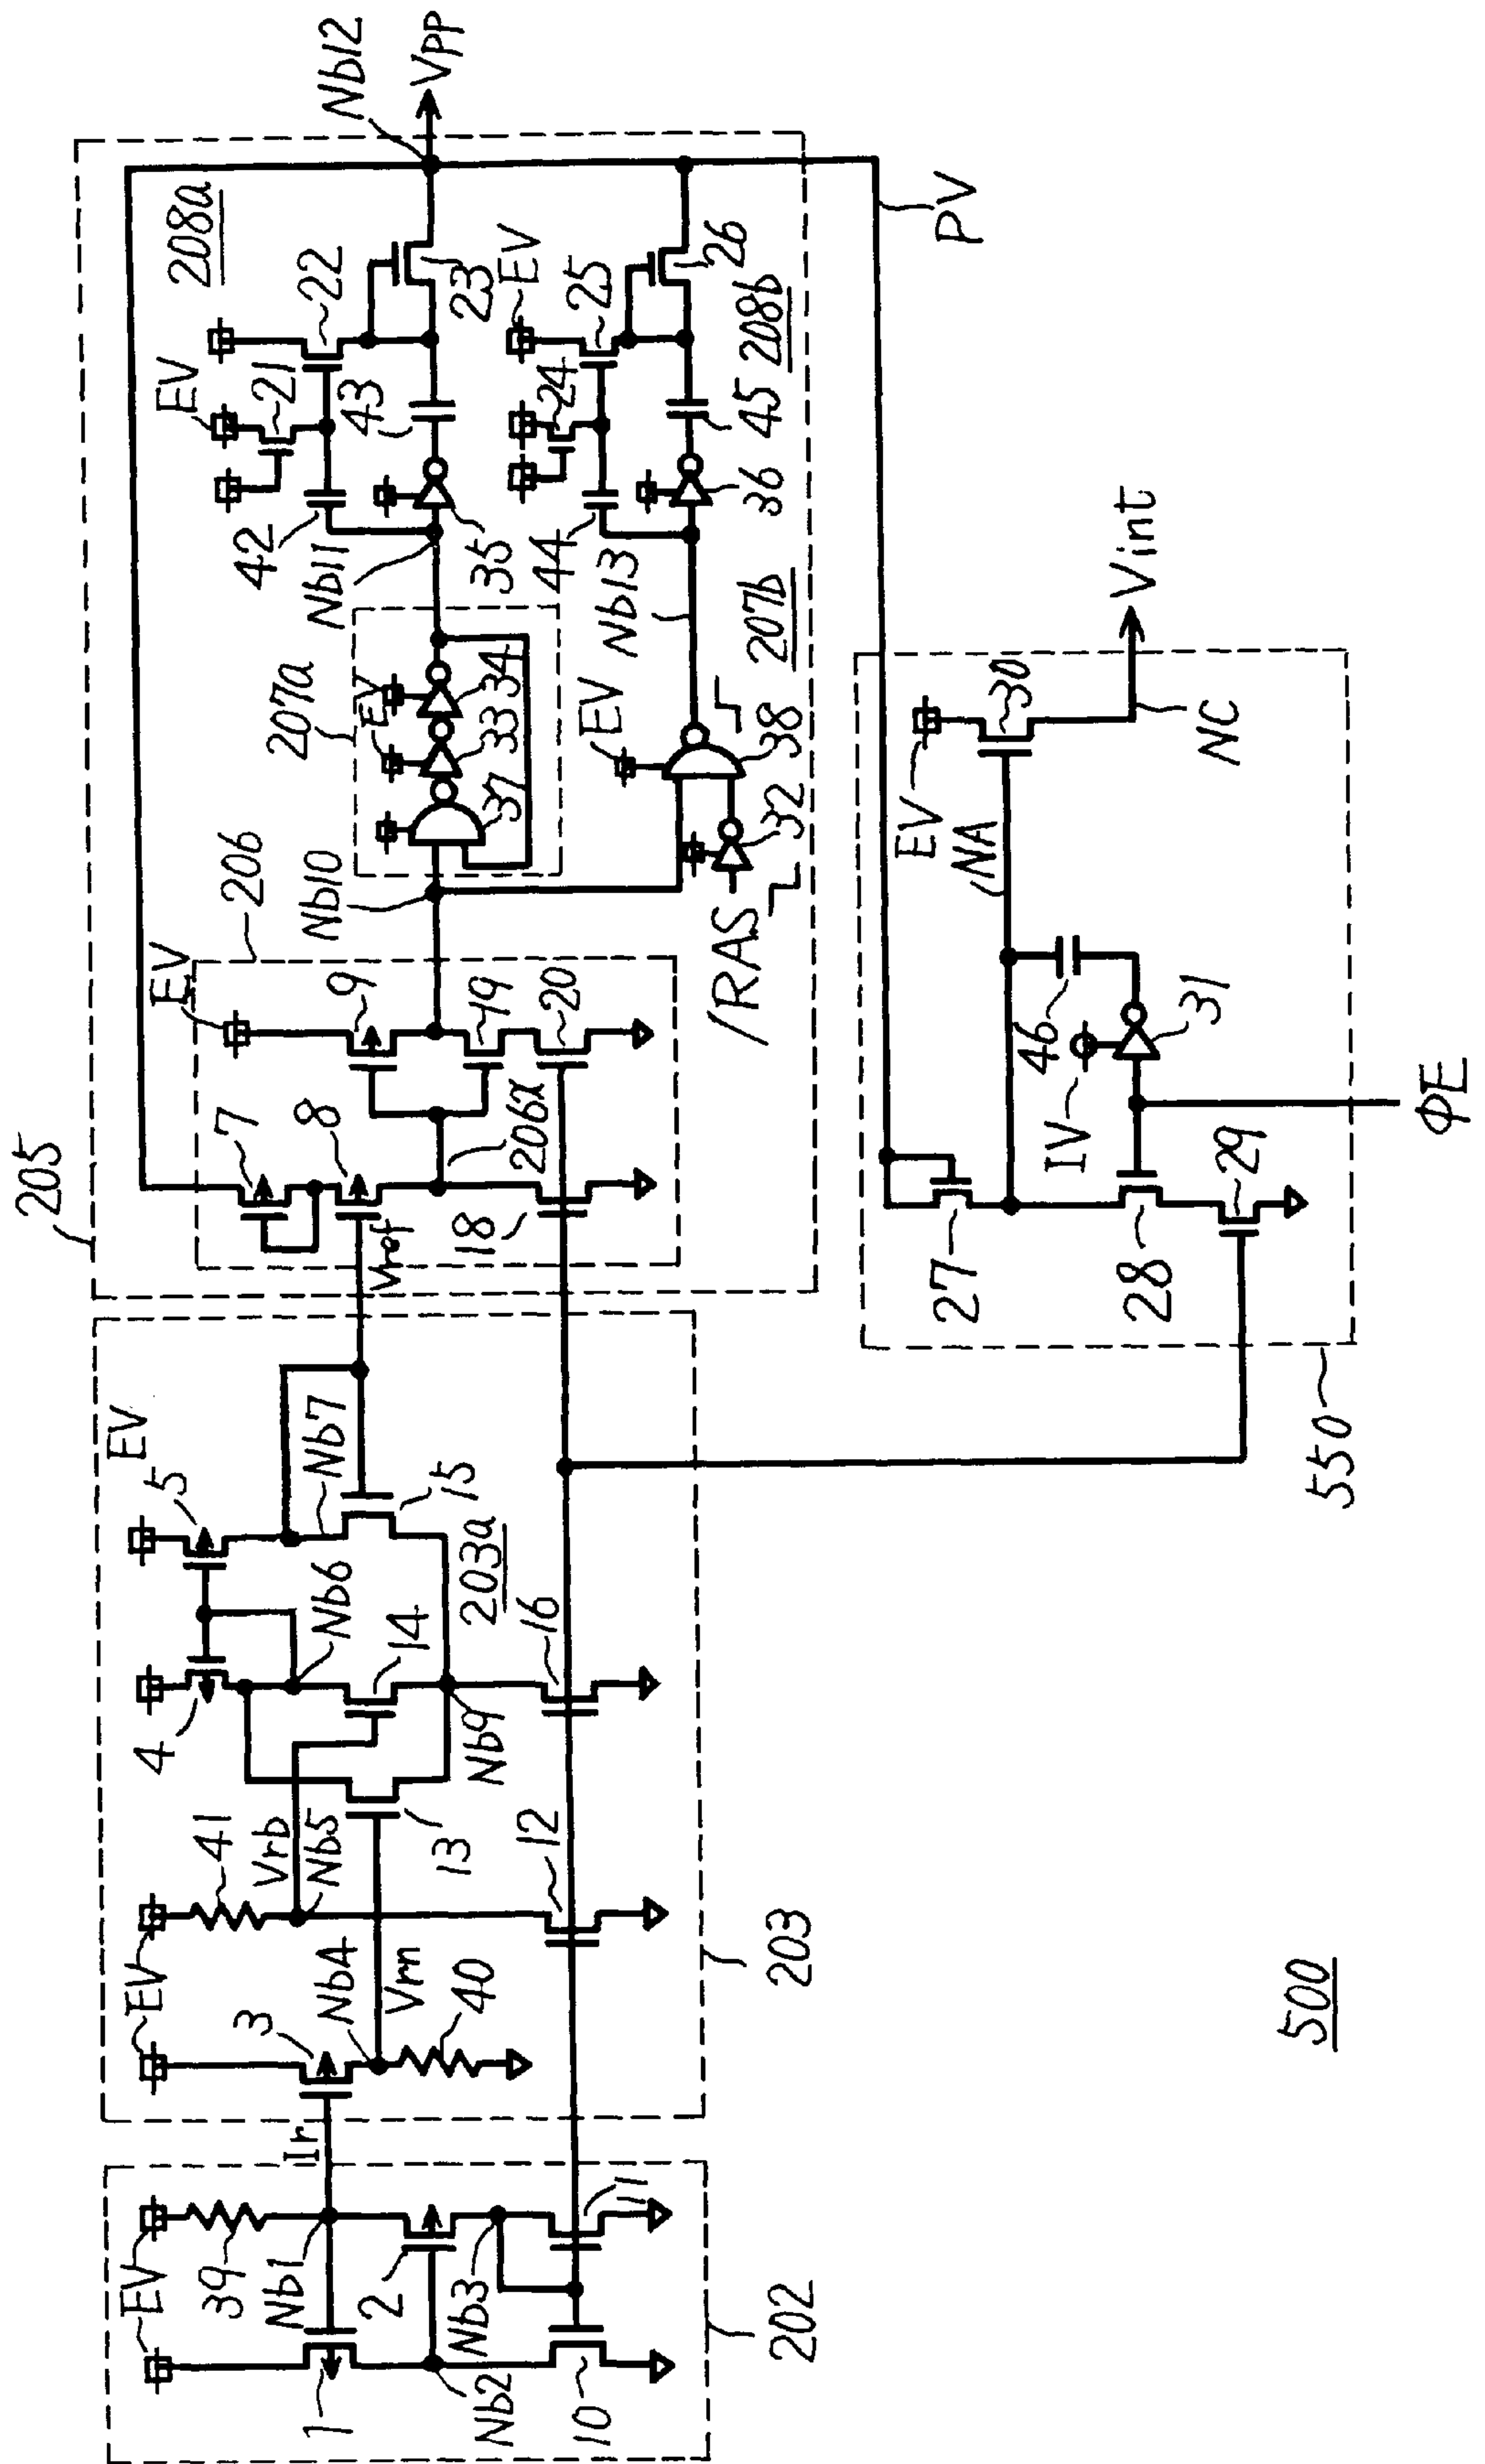 205
206
EV
7
8
9
Vref
206X
18
19
20
Nb10
207a
EV
37
33
34
Nb11
42
EV
21
22
208a
43
35
23
Nb12
VPP
/RAS
32
38
EV
207b
Nb13
44
24
25
EV
36
45
208b
26
PV
EV
5
4
Nb6
Nb7
15
203a
14
16
Nb9
13
EV
41
Vrb
Nb5
12
3
Nb4
Vrn
40
203
Ir
EV
39
Nb1
1
2
Nb3
Nb2
10
11
202
550
27
28
29
IV
46
31
ΦE
NA
EV
30
NC
Vint
500